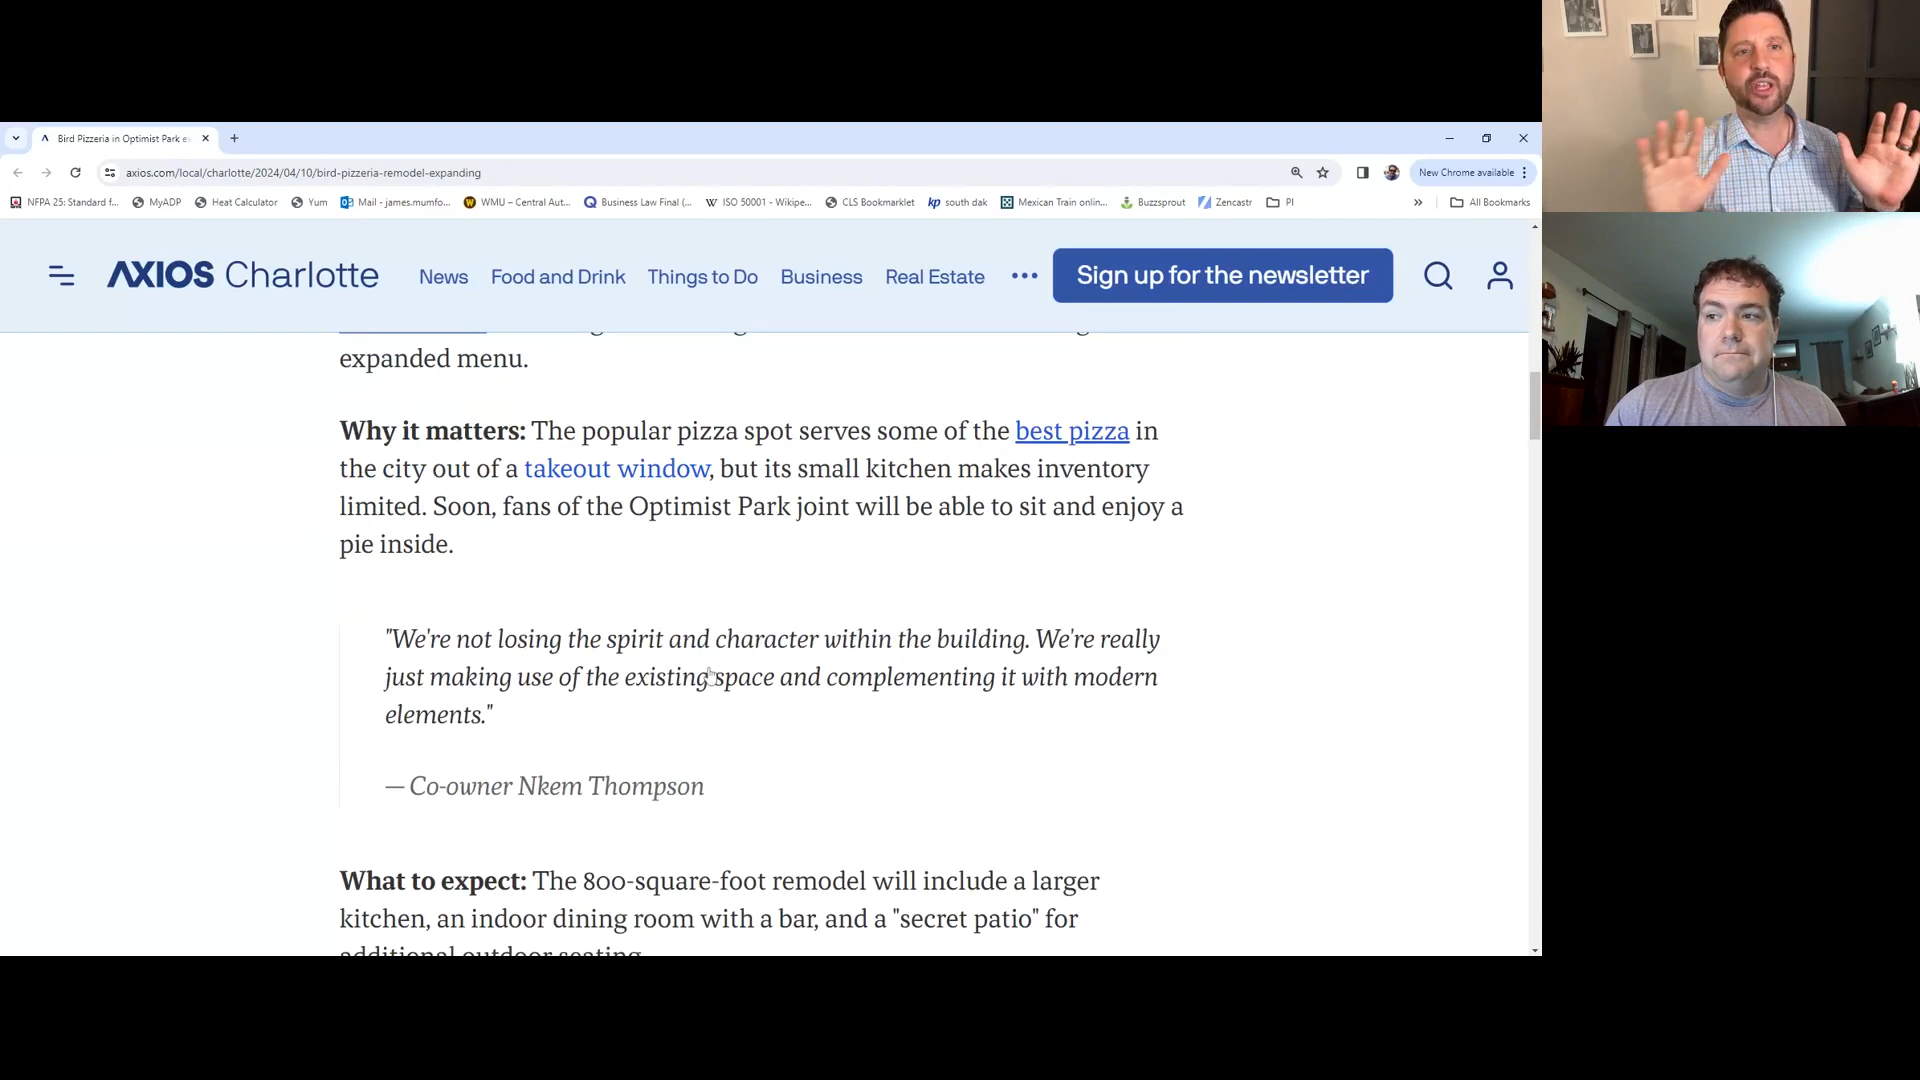 Bird Pizzeria in Optimist Park e
axios.com/local/charlotte/2024/04/10/bird-pizzeria-remodel-expanding
New Chrome available
NFPA 25: Standard f... MyADP Heat Calculator Yum Mail - james.mumfo... WMU – Central Aut... Business Law Final (... ISO 50001 - Wikipe... CLS Bookmarklet south dak Mexican Train onlin... Buzzsprout Zencastr PI » All Bookmarks
AXIOS Charlotte News Food and Drink Things to Do Business Real Estate ••• Sign up for the newsletter
expanded menu.
Why it matters: The popular pizza spot serves some of the best pizza in
the city out of a takeout window, but its small kitchen makes inventory
limited. Soon, fans of the Optimist Park joint will be able to sit and enjoy a
pie inside.
"We're not losing the spirit and character within the building. We're really
just making use of the existing space and complementing it with modern
elements."
— Co-owner Nkem Thompson
What to expect: The 800-square-foot remodel will include a larger
kitchen, an indoor dining room with a bar, and a "secret patio" for
additional outdoor seating.